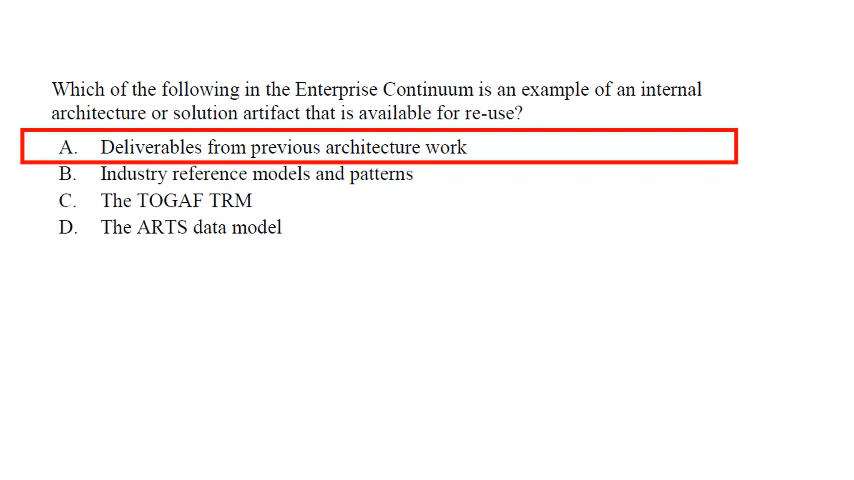 Which of the following in the Enterprise Continuum is an example of an internal
architecture or solution artifact that is available for re-use?
A. Deliverables from previous architecture work
B. Industry reference models and patterns
C. The TOGAF TRM
D. The ARTS data model